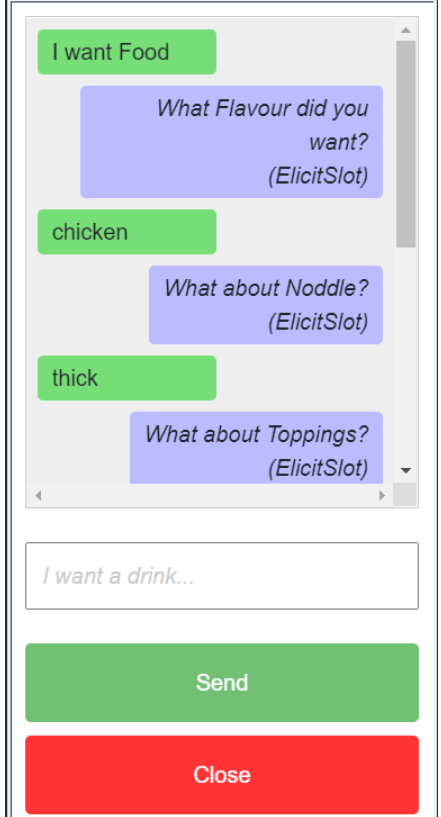 I want Food
What Flavour did you
want?
(ElicitSlot)
chicken
What about Noddle?
(ElicitSlot)
thick
What about Toppings?
(ElicitSlot)
I want a drink...
Send
Close